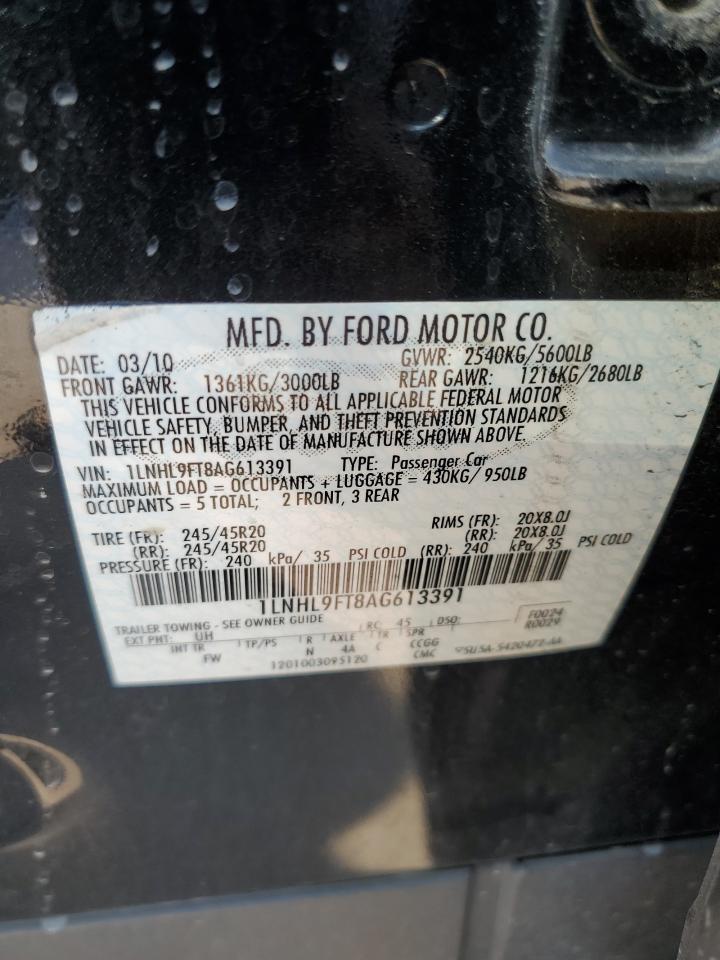 MFD. BY FORD MOTOR CO.
DATE: 03/10 GVWR: 2540KG/5600LB
FRONT GAWR: 1361KG/3000LB REAR GAWR: 1216KG/2680LB
THIS VEHICLE CONFORMS TO ALL APPLICABLE FEDERAL MOTOR
VEHICLE SAFETY, BUMPER, AND THEFT PREVENTION STANDARDS
IN EFFECT ON THE DATE OF MANUFACTURE SHOWN ABOVE.
VIN: 1LNHL9FT8AG613391 TYPE: Passenger Car
MAXIMUM LOAD = OCCUPANTS + LUGGAGE = 430KG/ 950LB
OCCUPANTS = 5 TOTAL; 2 FRONT, 3 REAR
TIRE (FR): 245/45R20 RIMS (FR): 20X8.0J
(RR): 245/45R20 (RR): 20X8.0J
PRESSURE (FR): 240 kPa/ 35 PSI COLD (RR): 240 kPa/ 35 PSI COLD
1LNHL9FT8AG613391
TRAILER TOWING - SEE OWNER GUIDE RC: 45 DSO: F0024
EXT PNT: UH R0029
INT TR TP/PS R AXLE TR SPR
FW N 4A C CCGG
1201003095120 CMC